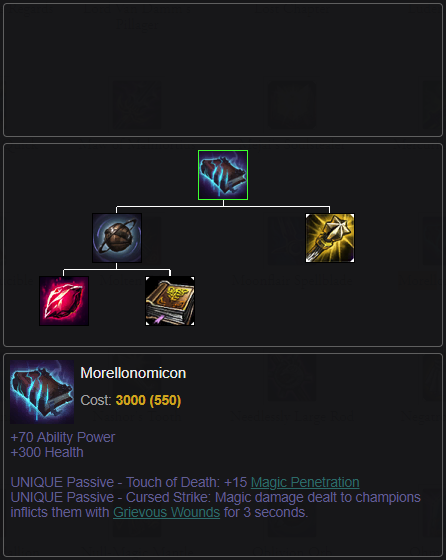 Morellonomicon
Cost: 3000 (550)
+70 Ability Power
+300 Health
UNIQUE Passive - Touch of Death: +15 Magic Penetration
UNIQUE Passive - Cursed Strike: Magic damage dealt to champions
inflicts them with Grievous Wounds for 3 seconds.